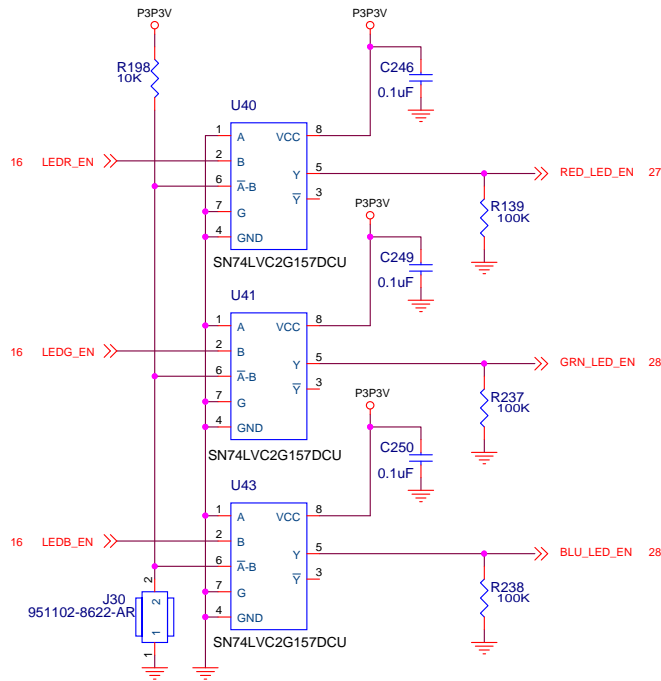 P3P3V
P3P3V
R198
10K
C246
0.1uF
U40
1 A VCC 8
16 LEDR_EN
2 B
Y 5
RED_LED_EN 27
6 A-B
Y 3
7 G
R139
100K
4 GND
SN74LVC2G157DCU
P3P3V
C249
0.1uF
U41
1 A VCC 8
16 LEDG_EN
2 B
Y 5
GRN_LED_EN 28
6 A-B
Y 3
7 G
R237
100K
4 GND
SN74LVC2G157DCU
P3P3V
C250
0.1uF
U43
1 A VCC 8
16 LEDB_EN
2 B
Y 5
BLU_LED_EN 28
6 A-B
Y 3
7 G
R238
100K
4 GND
SN74LVC2G157DCU
J30
951102-8622-AR
2
2
1
1